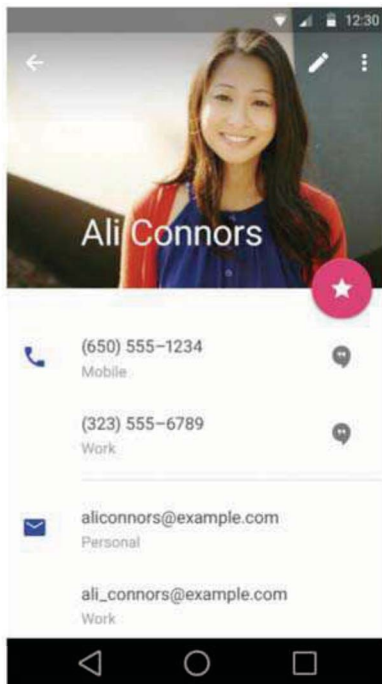 12:30
Ali Connors
(650) 555-1234
Mobile
(323) 555-6789
Work
aliconnors@example.com
Personal
ali_connors@example.com
Work